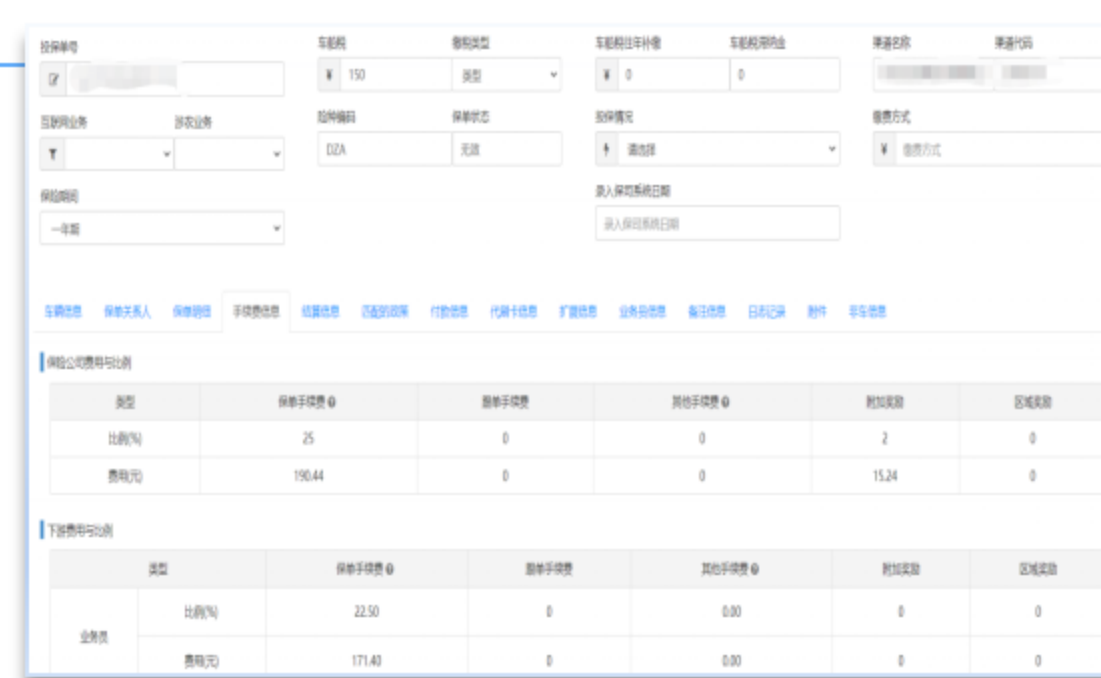 投保单号 车船税 缴税类型 车船税往年补缴 车船税滞纳金 渠道名称 渠道代码
¥ 150 类型 ¥ 0 0
互联网业务 涉农业务 险种编码 保单状态 投保情况 缴费方式
DZA 无效 请选择 ¥ 缴费方式
保险期间 录入保司系统日期
一年期 录入保司系统日期
车辆信息 保单关系人 保单明细 手续费信息 结算信息 匹配的政策 付款信息 代刷卡信息 扩展信息 业务员信息 备注信息 日志记录 附件 非车信息
保险公司费用与比例
类型 保单手续费 跟单手续费 其他手续费 附加奖励 区域奖励
比例(%) 25 0 0 2 0
费用(元) 190.44 0 0 15.24 0
下游费用与比例
类型 保单手续费 跟单手续费 其他手续费 附加奖励 区域奖励
业务员
比例(%) 22.50 0 0.00 0 0
费用(元) 171.40 0 0.00 0 0